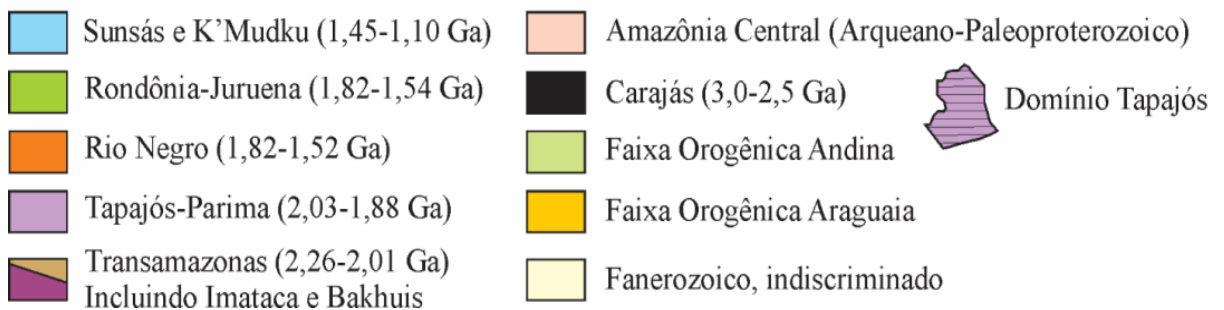 Sunsás e K'Mudku (1,45-1,10 Ga)
Rondônia-Juruena (1,82-1,54 Ga)
Rio Negro (1,82-1,52 Ga)
Tapajós-Parima (2,03-1,88 Ga)
Transamazonas (2,26-2,01 Ga)
Incluindo Imataca e Bakhuis
Amazônia Central (Arqueano-Paleoproterozoico)
Carajás (3,0-2,5 Ga)
Faixa Orogênica Andina
Faixa Orogênica Araguaia
Fanerozoico, indiscriminado
Domínio Tapajós